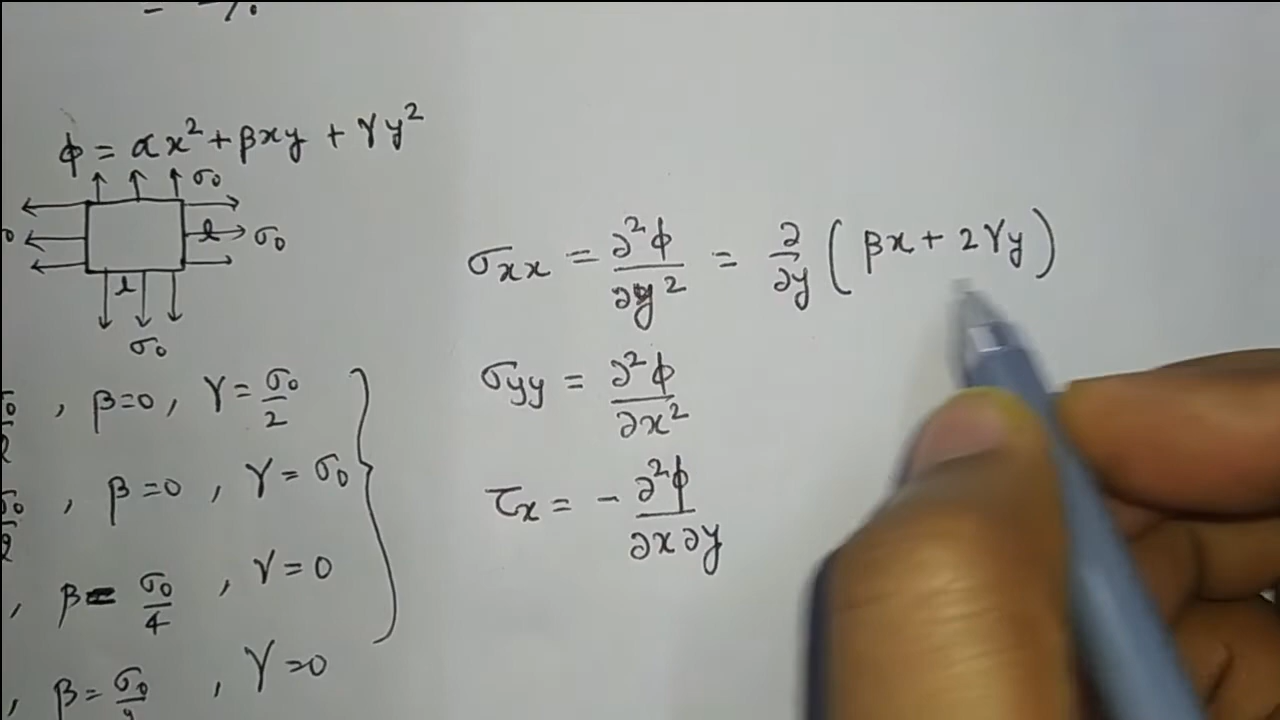 ϕ = αx² + βxy + γy²
σ₀
l σ₀
l
σ₀
σxx = ∂²ϕ/∂y² = ∂/∂y (βx + 2γy)
σyy = ∂²ϕ/∂x²
τx = - ∂²ϕ/∂x∂y
, β=0, γ = σ₀/2
, β=0, γ = σ₀
, β= σ₀/4, γ=0
, β= σ₀/4, γ=0